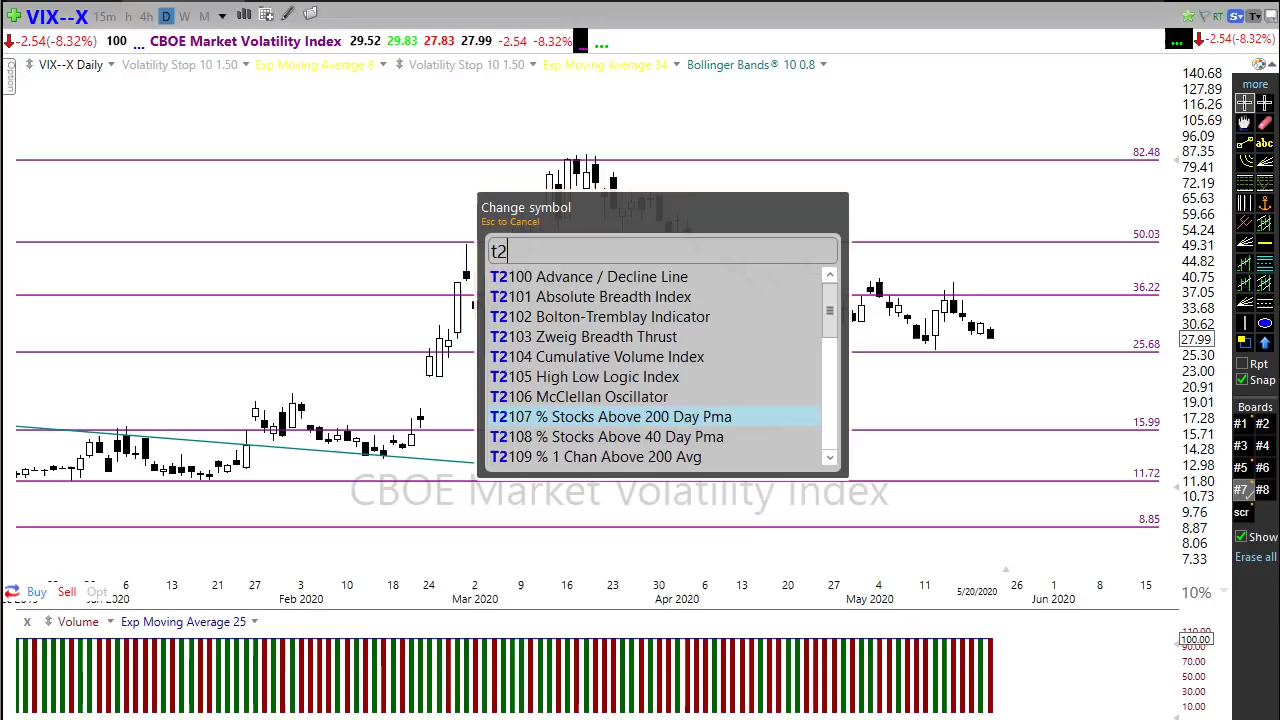 VIX--X 15m h 4h D W M
-2.54(-8.32%) 100 ... CBOE Market Volatility Index 29.52 29.83 27.83 27.99 -2.54 -8.32% ... ... ... -2.54(-8.32%)
RT S T
Option
VIX--X Daily Volatility Stop 10 1.50 Exp Moving Average 8 Volatility Stop 10 1.50 Exp Moving Average 34 Bollinger Bands® 10 0.8
140.68
127.89
116.26
105.69
96.09
87.35
79.41
72.19
65.63
59.66
54.24
49.31
44.82
40.75
37.05
33.68
30.62
27.99
25.30
23.00
20.91
19.01
17.28
15.71
14.28
12.98
11.80
10.73
9.76
8.87
8.06
7.33
10%
82.48
50.03
36.22
25.68
15.99
11.72
8.85
Change symbol
Esc to Cancel
t2
T2100 Advance / Decline Line
T2101 Absolute Breadth Index
T2102 Bolton-Tremblay Indicator
T2103 Zweig Breadth Thrust
T2104 Cumulative Volume Index
T2105 High Low Logic Index
T2106 McClellan Oscillator
T2107 % Stocks Above 200 Day Pma
T2108 % Stocks Above 40 Day Pma
T2109 % 1 Chan Above 200 Avg
CBOE Market Volatility Index
6 13 21 27 3 10 18 24 2 9 16 23 30 6 13 20 27 4 11 26 1 8 15
2020 Feb 2020 Mar 2020 Apr 2020 May 2020 5/20/2020 Jun 2020
Buy Sell Opt
x Volume Exp Moving Average 25
100.00
90.00
70.00
50.00
30.00
10.00
more
abc
Rpt
Snap
Boards
#1 #2
#3 #4
#5 #6
#7 #8
scr
Show
Erase all